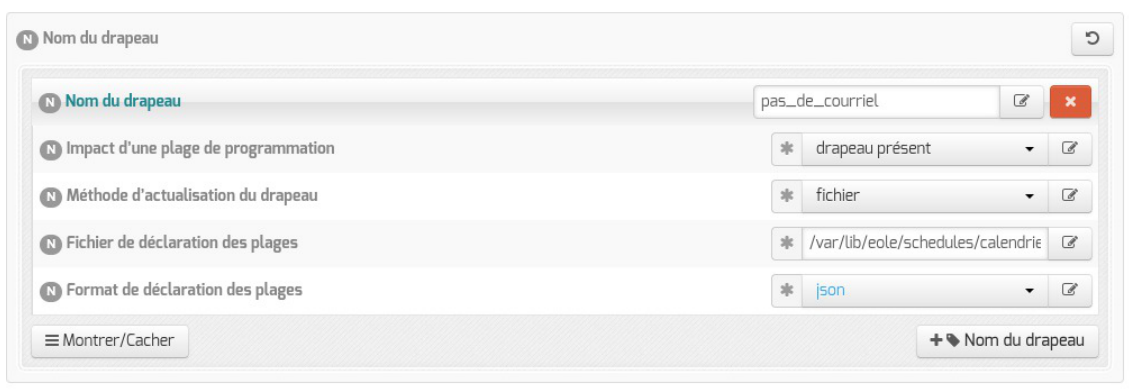 N Nom du drapeau
N Nom du drapeau pas_de_courriel
N Impact d'une plage de programmation drapeau présent
N Méthode d'actualisation du drapeau fichier
N Fichier de déclaration des plages /var/lib/eole/schedules/calendrie
N Format de déclaration des plages json
Montrer/Cacher Nom du drapeau